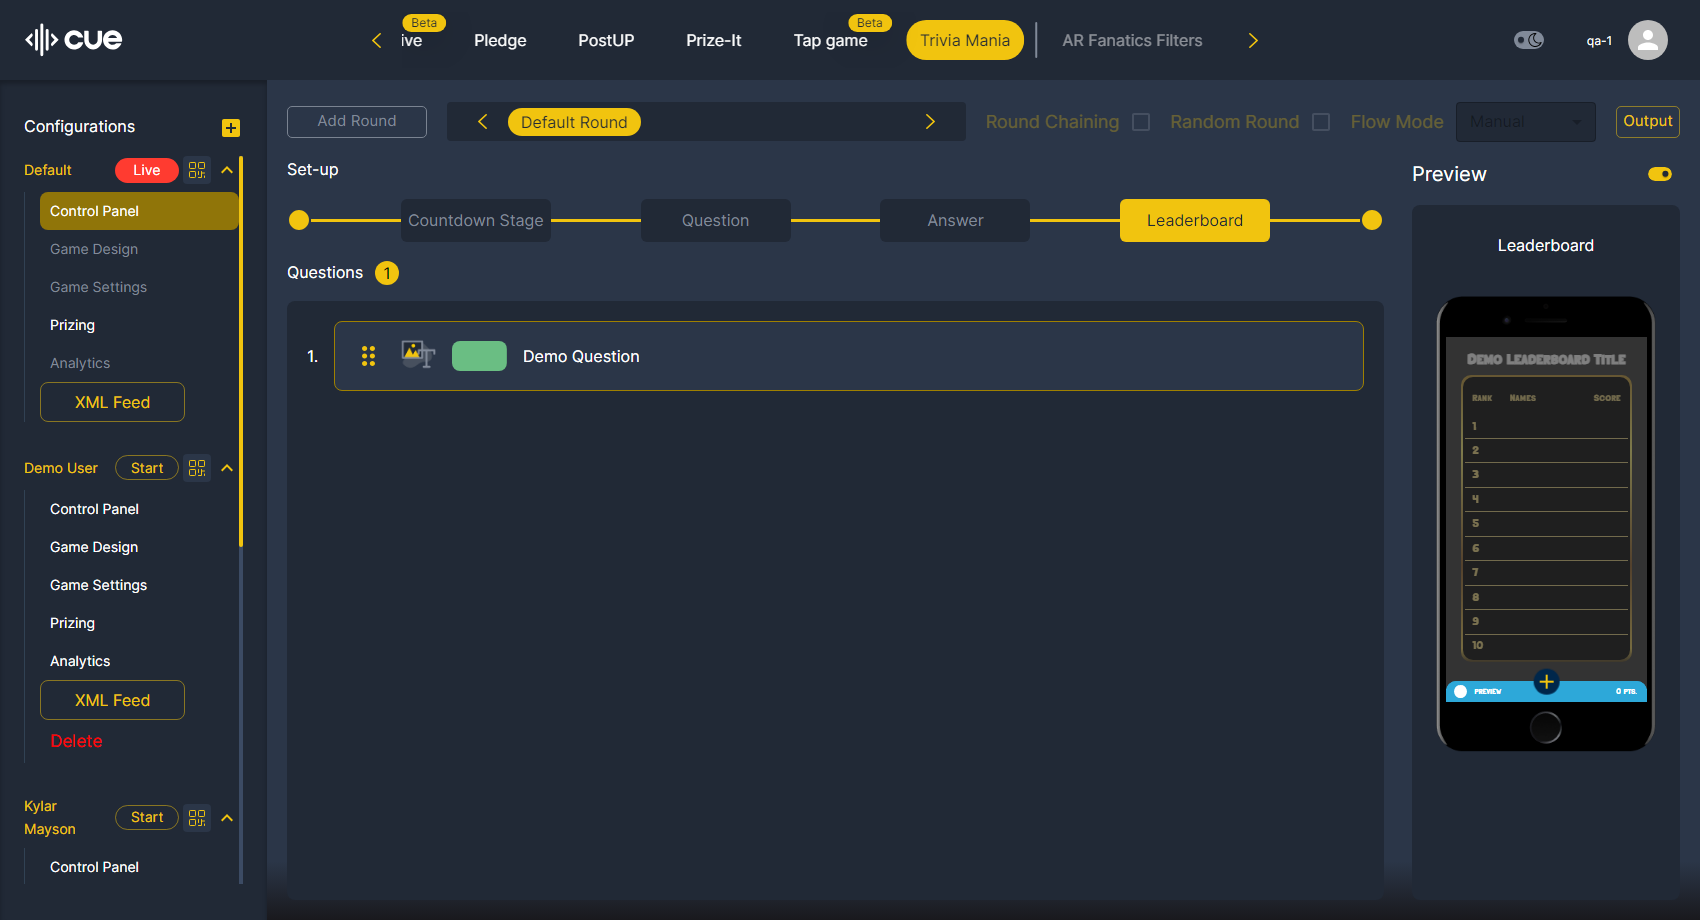 cue
Beta
ive
Pledge
PostUP
Prize-It
Beta
Tap game
Trivia Mania
AR Fanatics Filters
qa-1
Configurations
Default
Live
Control Panel
Game Design
Game Settings
Prizing
Analytics
XML Feed
Demo User
Start
Control Panel
Game Design
Game Settings
Prizing
Analytics
XML Feed
Delete
Kylar
Mayson
Start
Control Panel
Add Round
Default Round
Round Chaining
Random Round
Flow Mode
Manual
Output
Set-up
Countdown Stage
Question
Answer
Leaderboard
Questions 1
1. Demo Question
Preview
Leaderboard
Demo Leaderboard Title
Rank Names Score
1
2
3
4
5
6
7
8
9
10
PREVIEW 0 PTS.